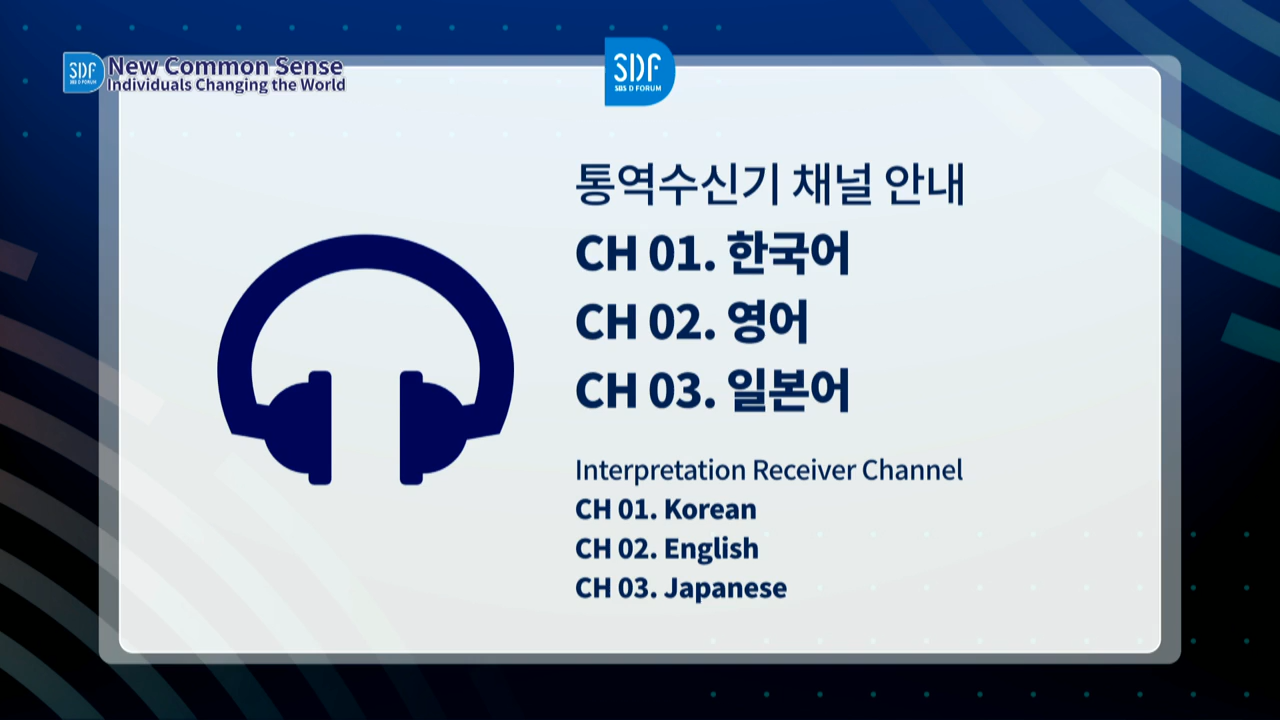 SDF
SBS D FORUM
New Common Sense
Individuals Changing the World
SDF
SBS D FORUM
통역수신기 채널 안내
CH 01. 한국어
CH 02. 영어
CH 03. 일본어
Interpretation Receiver Channel
CH 01. Korean
CH 02. English
CH 03. Japanese